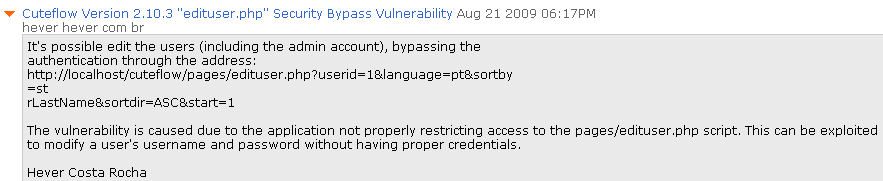 Cuteflow Version 2.10.3 "edituser.php" Security Bypass Vulnerability Aug 21 2009 06:17PM
hever hever com br
It's possible edit the users (including the admin account), bypassing the
authentication through the address:
http://localhost/cuteflow/pages/edituser.php?userid=1&language=pt&sortby
=st
rLastName&sortdir=ASC&start=1
The vulnerability is caused due to the application not properly restricting access to the pages/edituser.php script. This can be exploited
to modify a user's username and password without having proper credentials.
Hever Costa Rocha